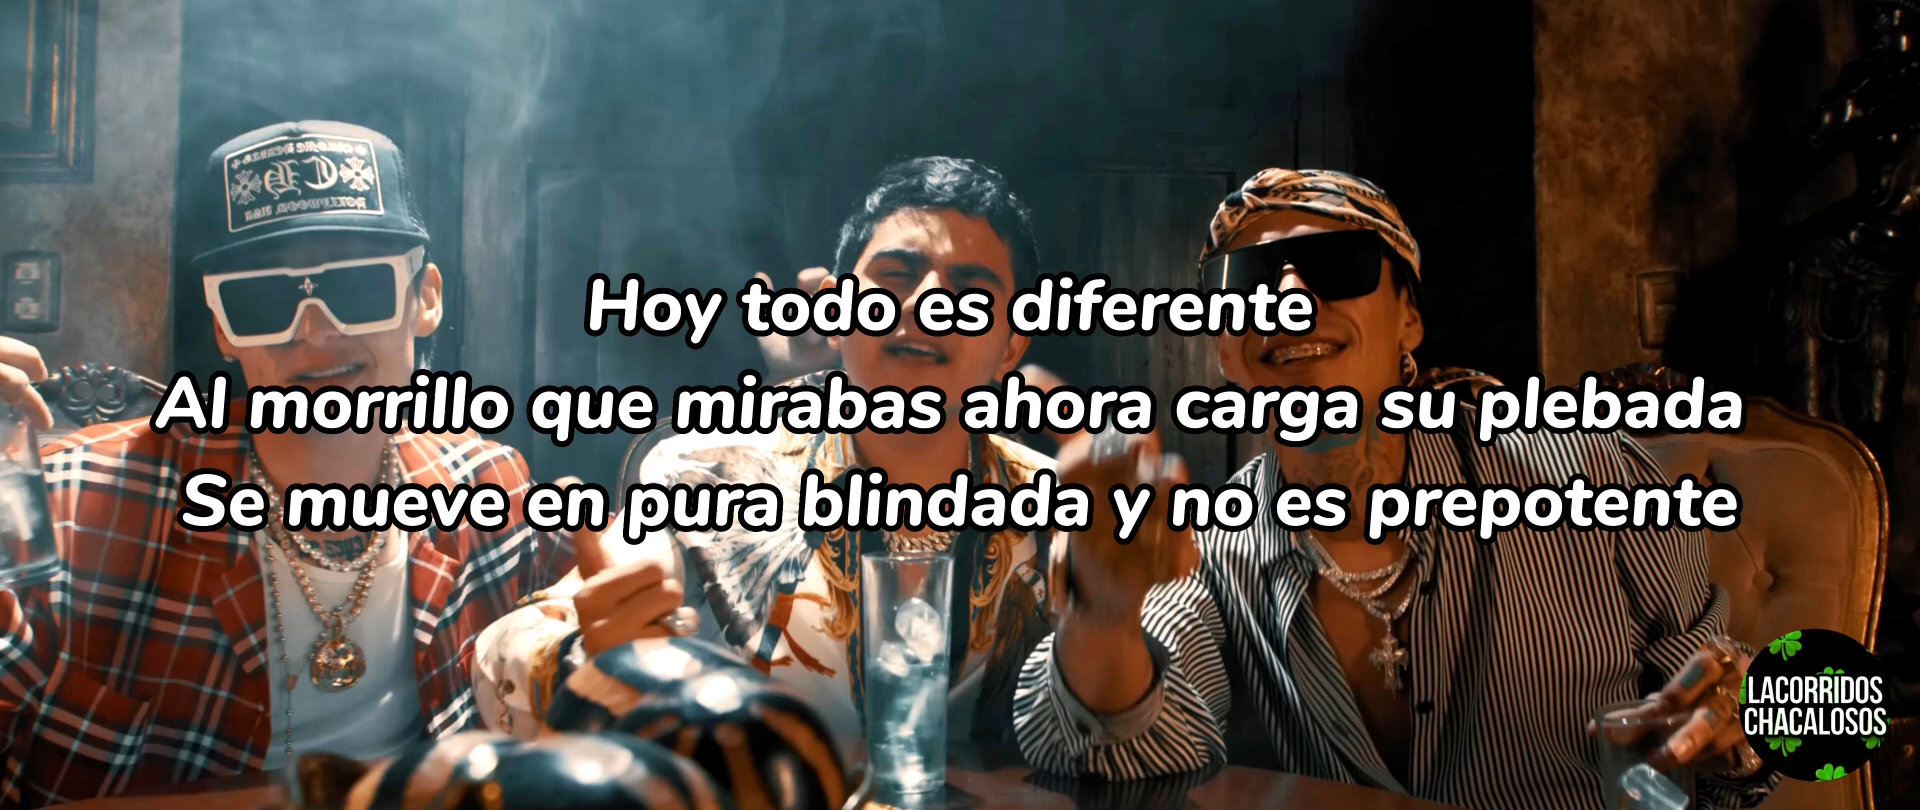 Hoy todo es diferente
Al morrillo que mirabas ahora carga su plebada
Se mueve en pura blindada y no es prepotente
LACORRIDOS
CHACALOSOS